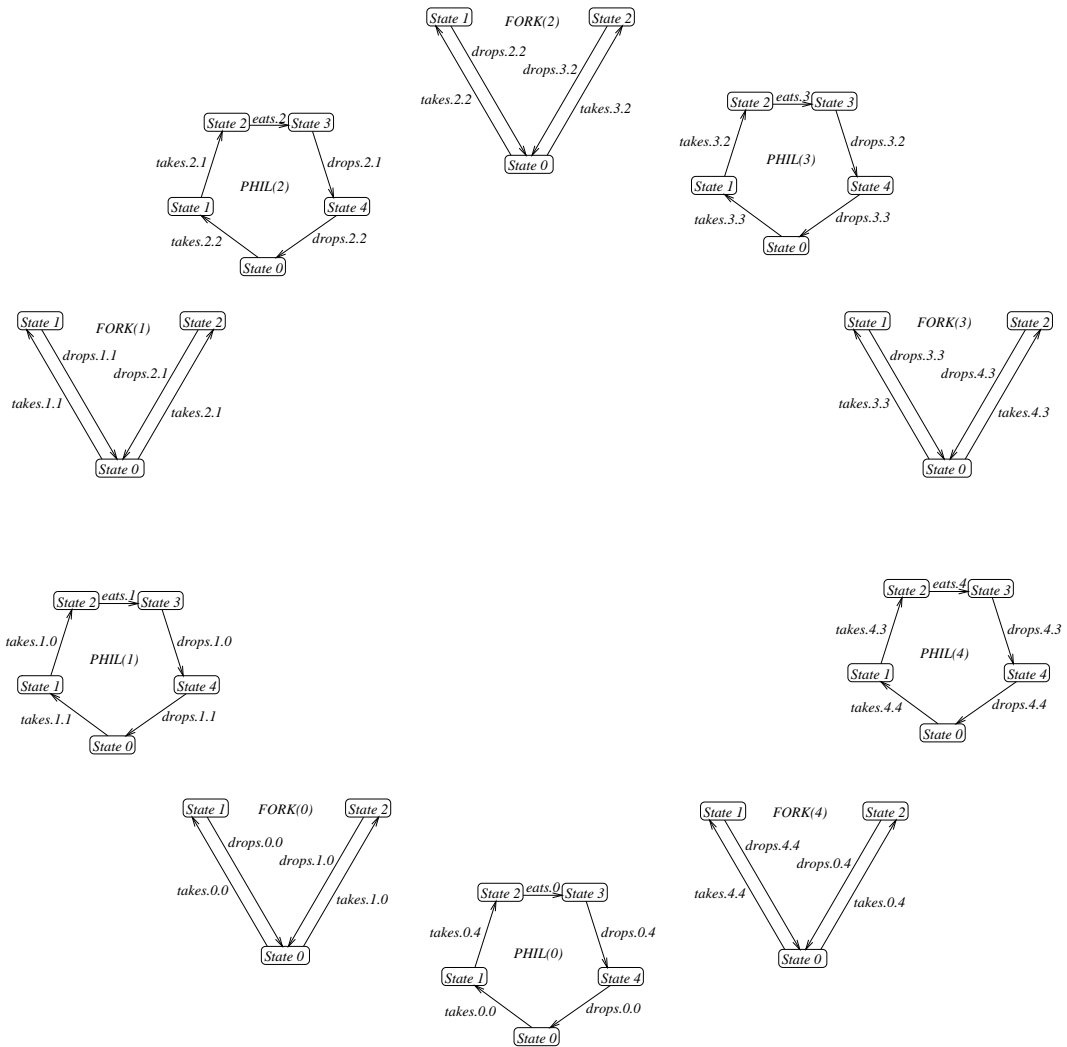 State 1
FORK(2)
State 2
drops.2.2
drops.3.2
takes.2.2
takes.3.2
State 0
State 2
eats.2
State 3
takes.2.1
drops.2.1
PHIL(2)
State 1
State 4
takes.2.2
drops.2.2
State 0
State 2
eats.3
State 3
takes.3.2
drops.3.2
PHIL(3)
State 1
State 4
takes.3.3
drops.3.3
State 0
State 1
FORK(1)
State 2
drops.1.1
drops.2.1
takes.1.1
takes.2.1
State 0
State 1
FORK(3)
State 2
drops.3.3
drops.4.3
takes.3.3
takes.4.3
State 0
State 2
eats.1
State 3
takes.1.0
drops.1.0
PHIL(1)
State 1
State 4
takes.1.1
drops.1.1
State 0
State 2
eats.4
State 3
takes.4.3
drops.4.3
PHIL(4)
State 1
State 4
takes.4.4
drops.4.4
State 0
State 1
FORK(0)
State 2
drops.0.0
drops.1.0
takes.0.0
takes.1.0
State 0
State 1
FORK(4)
State 2
drops.4.4
drops.0.4
takes.4.4
takes.0.4
State 0
State 2
eats.0
State 3
takes.0.4
drops.0.4
PHIL(0)
State 1
State 4
takes.0.0
drops.0.0
State 0